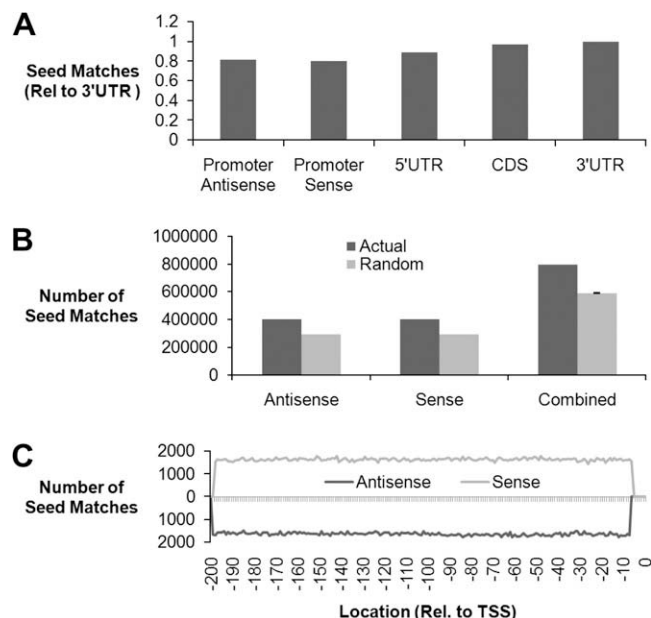 A
Seed Matches
(Rel to 3'UTR )
1.2
1
0.8
0.6
0.4
0.2
0
Promoter
Antisense
Promoter
Sense
5'UTR
CDS
3'UTR
B
Number of
Seed Matches
1000000
800000
600000
400000
200000
0
Actual
Random
Antisense
Sense
Combined
C
Number of
Seed Matches
2000
1000
0
1000
2000
Antisense
Sense
-200
-190
-180
-170
-160
-150
-140
-130
-120
-110
-100
-90
-80
-70
-60
-50
-40
-30
-20
-10
0
Location (Rel. to TSS)